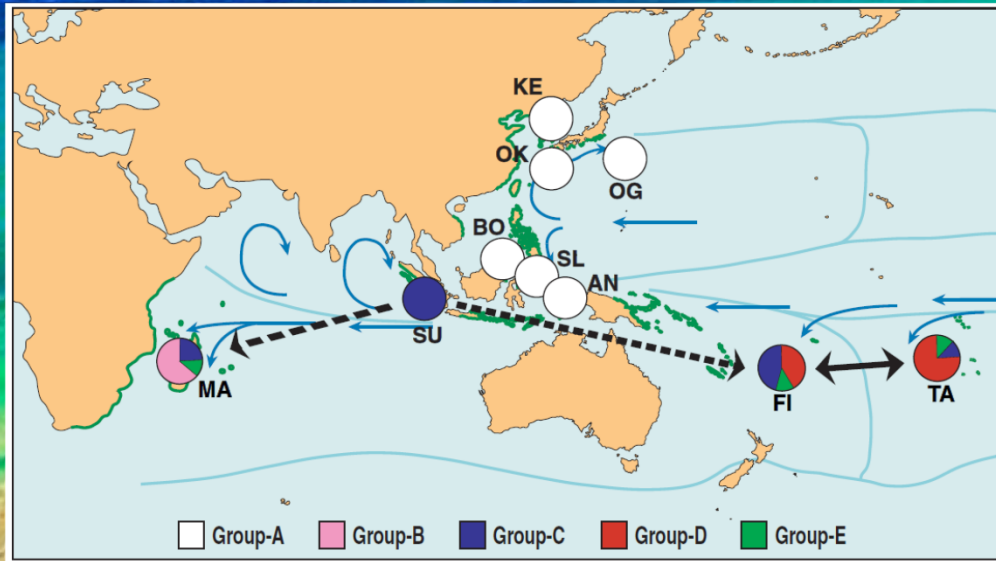 KE
OK
OG
BO
SL
AN
SU
MA
FI
TA
Group-A Group-B Group-C Group-D Group-E